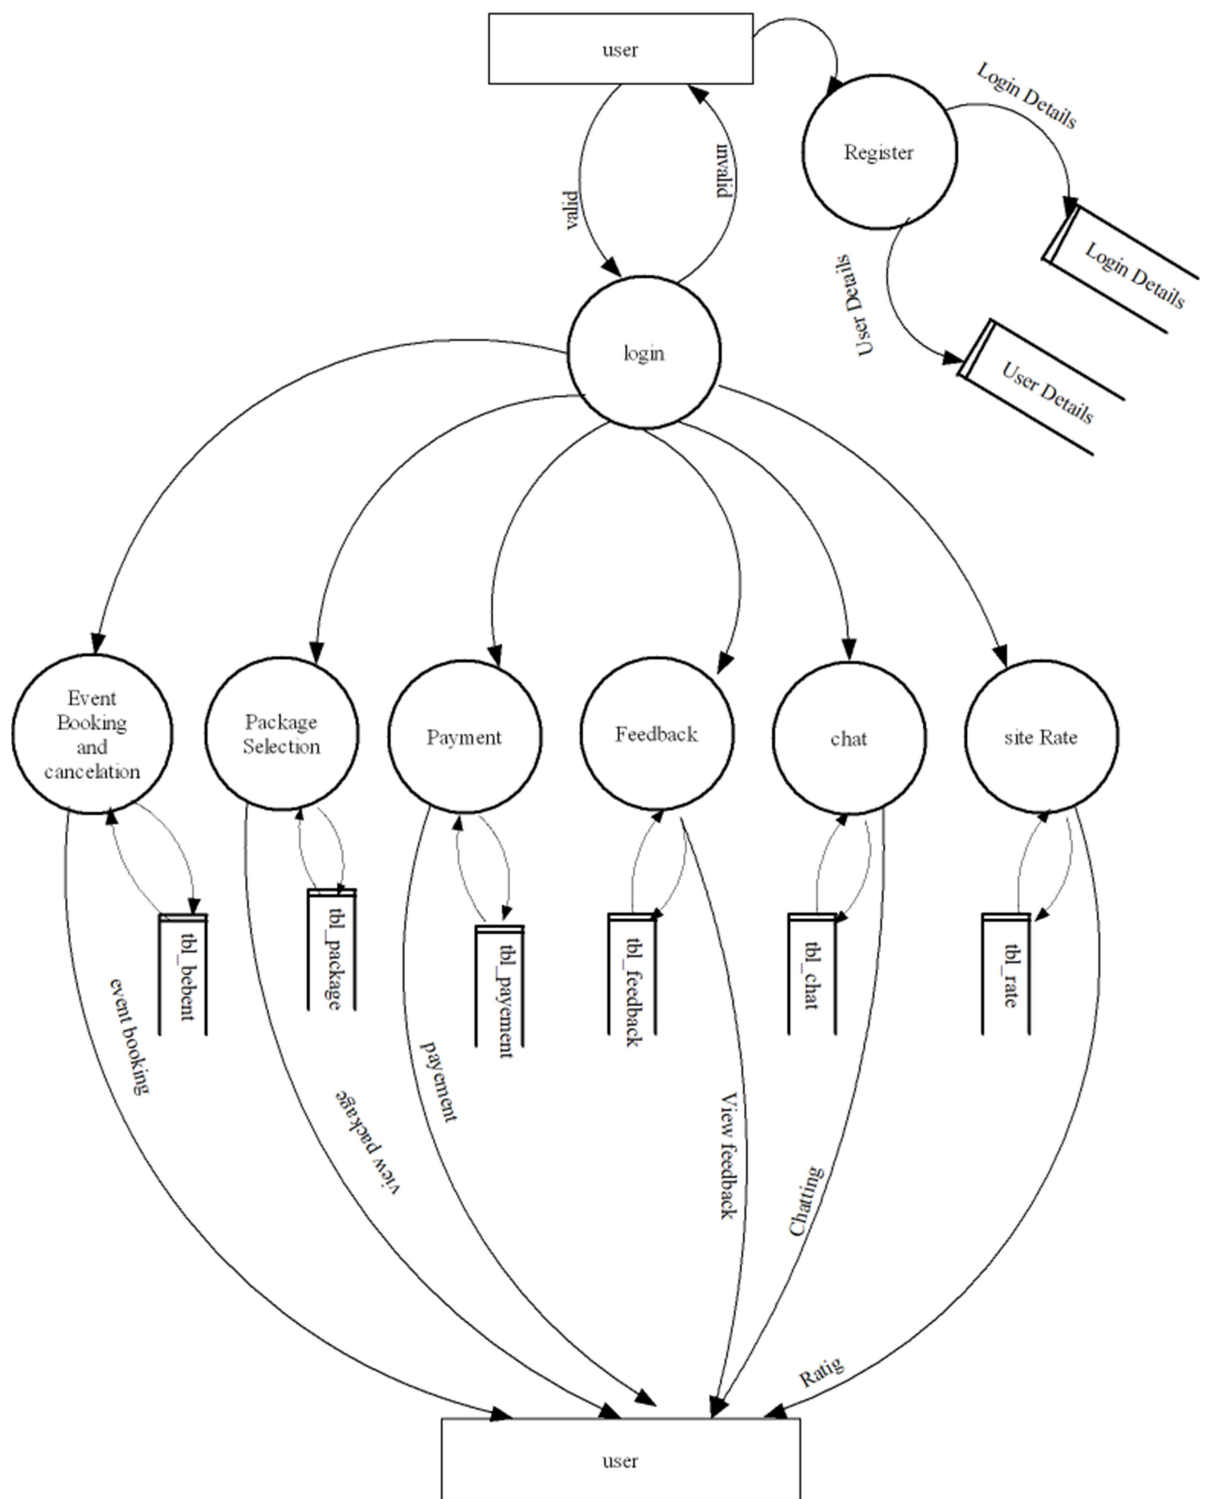 user
Login Details
Register
invalid
valid
Login Details
User Details
login
User Details
Event
Booking
and
cancelation
Package
Selection
Payment
Feedback
chat
site Rate
tbl_bebent
tbl_package
tbl_payement
tbl_feedback
tbl_chat
tbl_rate
event booking
view package
payement
View feedback
Chatting
Ratig
user